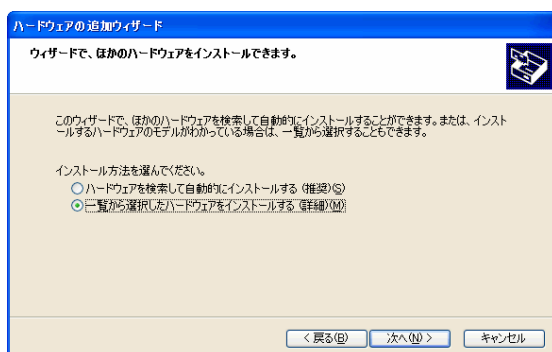 ハードウェアの追加ウィザード
ウィザードで、ほかのハードウェアをインストールできます。
このウィザードで、ほかのハードウェアを検索して自動的にインストールすることができます。または、インスト
ールするハードウェアのモデルがわかっている場合は、一覧から選択することもできます。
インストール方法を選んでください。
ハードウェアを検索して自動的にインストールする (推奨)(S)
一覧から選択したハードウェアをインストールする (詳細)(M)
< 戻る(B) 次へ(N) > キャンセル